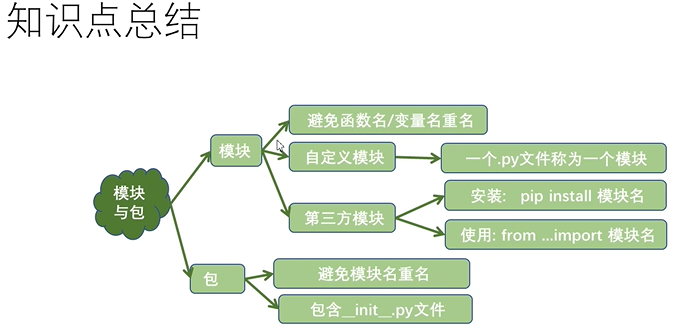 知识点总结
模块
与包
模块
避免函数名/变量名重名
自定义模块
一个.py文件称为一个模块
第三方模块
安装: pip install 模块名
使用: from ...import 模块名
包
避免模块名重名
包含__init__.py文件